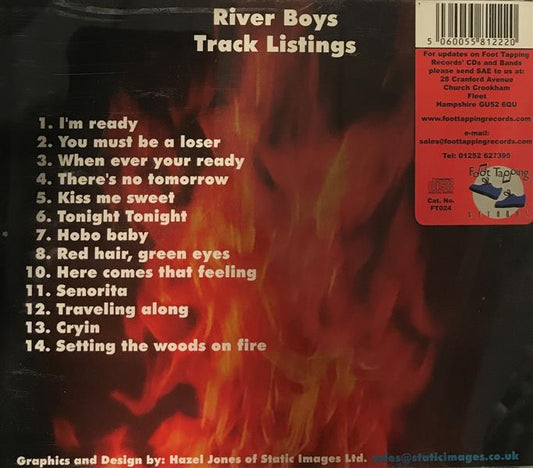 River Boys
Track Listings
1. I'm ready
2. You must be a loser
3. When ever your ready
4. There's no tomorrow
5. Kiss me sweet
6. Tonight Tonight
7. Hobo baby
8. Red hair, green eyes
10. Here comes that feeling
11. Senorita
12. Traveling along
13. Cryin
14. Setting the woods on fire
Graphics and Design by: Hazel Jones of Static Images Ltd. sales@staticimages.co.uk
5 060055 812220
For updates on Foot Tapping
Records' CDs and Bands
please send SAE to us at:
28 Cranford Avenue
Church Crookham
Fleet
Hampshire GU52 6QU
www.foottappingrecords.com
e-mail:
sales@foottappingrecords.com
Tel: 01252 627395
Foot Tapping
Records
Cat. No.
FT024